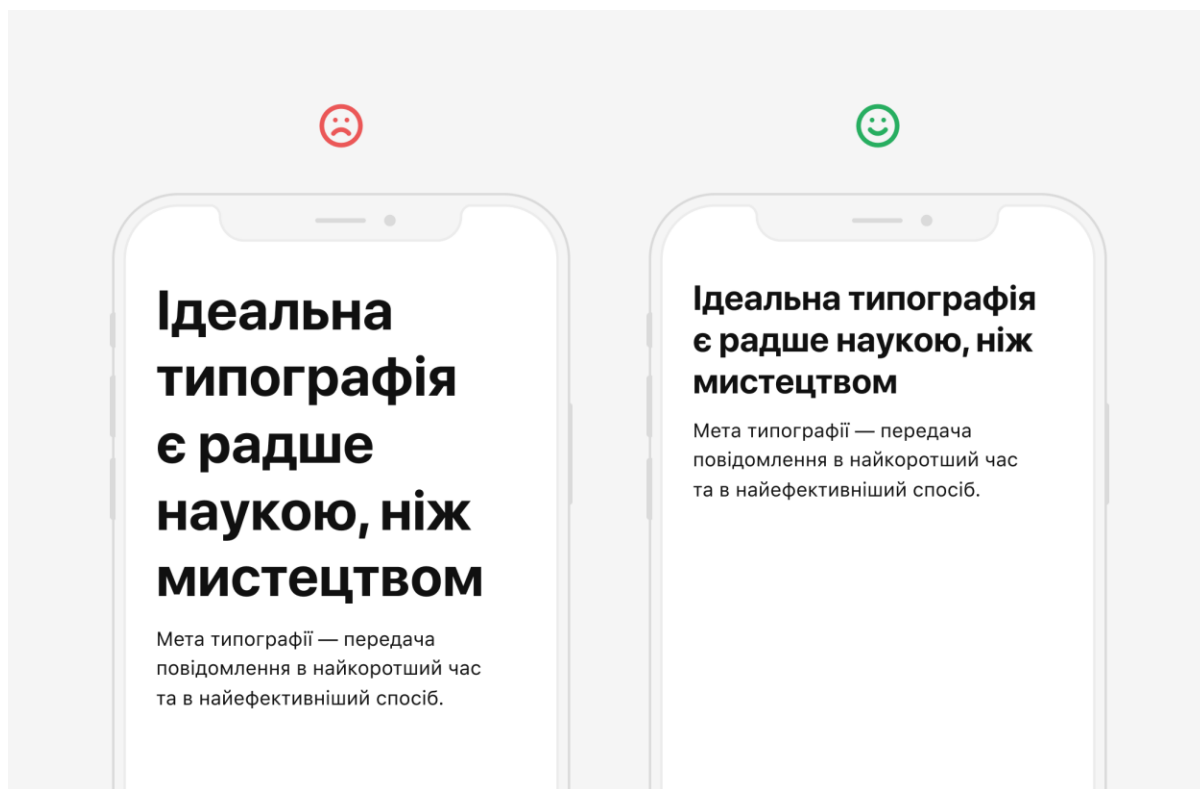 Ідеальна
типографія
є радше
наукою, ніж
мистецтвом
Мета типографії — передача
повідомлення в найкоротший час
та в найефективніший спосіб.
Ідеальна типографія
є радше наукою, ніж
мистецтвом
Мета типографії — передача
повідомлення в найкоротший час
та в найефективніший спосіб.